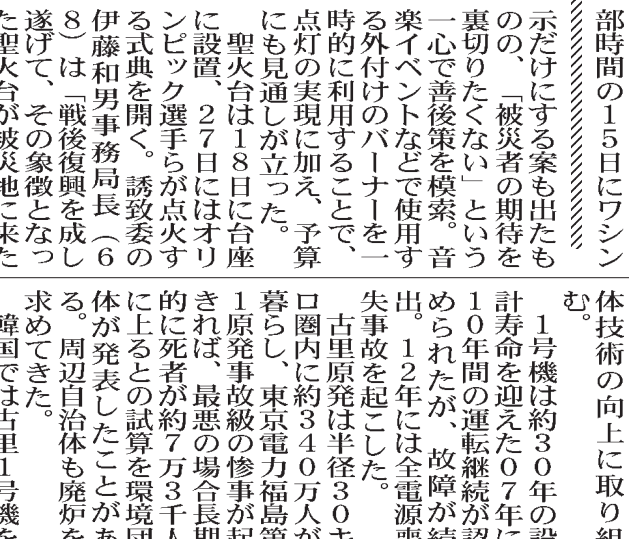 部時間の１５日にワシン
示だけにする案も出たも
のの、「被災者の期待を
裏切りたくない」という
一心で善後策を模索。音
楽イベントなどで使用す
る外付けのバーナーを一
時的に利用することで、
点灯の実現に加え、予算
にも見通しが立った。
聖火台は１８日に台座
に設置、２７日にはオリ
ンピック選手らが点火す
る式典を開く。誘致委の
伊藤和男事務局長（６
８）は「戦後復興を成し
遂げて、その象徴となっ
た聖火台が被災地に来た
体技術の向上に取り組
む。
１号機は約３０年の設
計寿命を迎えた０７年に
１０年間の運転継続が認
められたが、故障が続
出。１２年には全電源喪
失事故を起こした。
古里原発は半径３０キ
ロ圏内に約３４０万人が
暮らし、東京電力福島第
１原発事故級の惨事が起
きれば、最悪の場合長期
的に死者が約７万３千人
に上るとの試算を環境団
体が発表したことがあ
る。周辺自治体も廃炉を
求めてきた。
韓国では古里１号機を